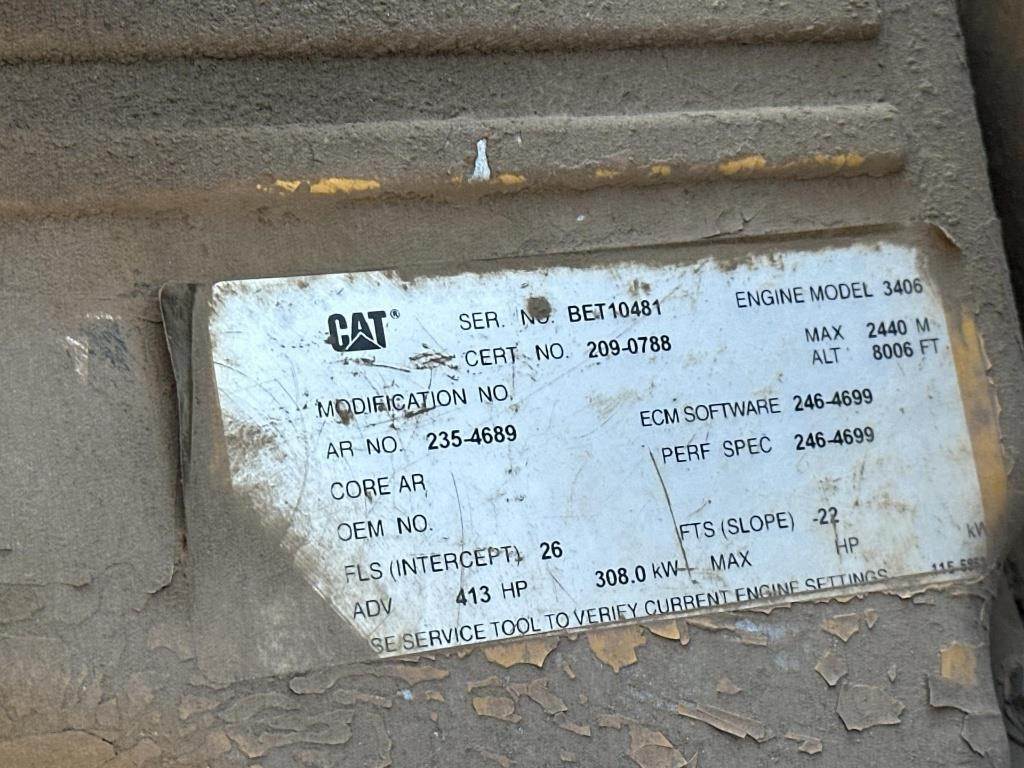 CAT® SER. NO. BET10481 ENGINE MODEL 3406
CERT NO. 209-0788 MAX ALT 2440 M 8006 FT
MODIFICATION NO.
AR NO. 235-4689 ECM SOFTWARE 246-4699
CORE AR PERF SPEC 246-4699
OEM NO.
FLS (INTERCEPT) 26 FTS (SLOPE) -22
ADV 413 HP 308.0 kW MAX HP kW
SE SERVICE TOOL TO VERIFY CURRENT ENGINE SETTINGS